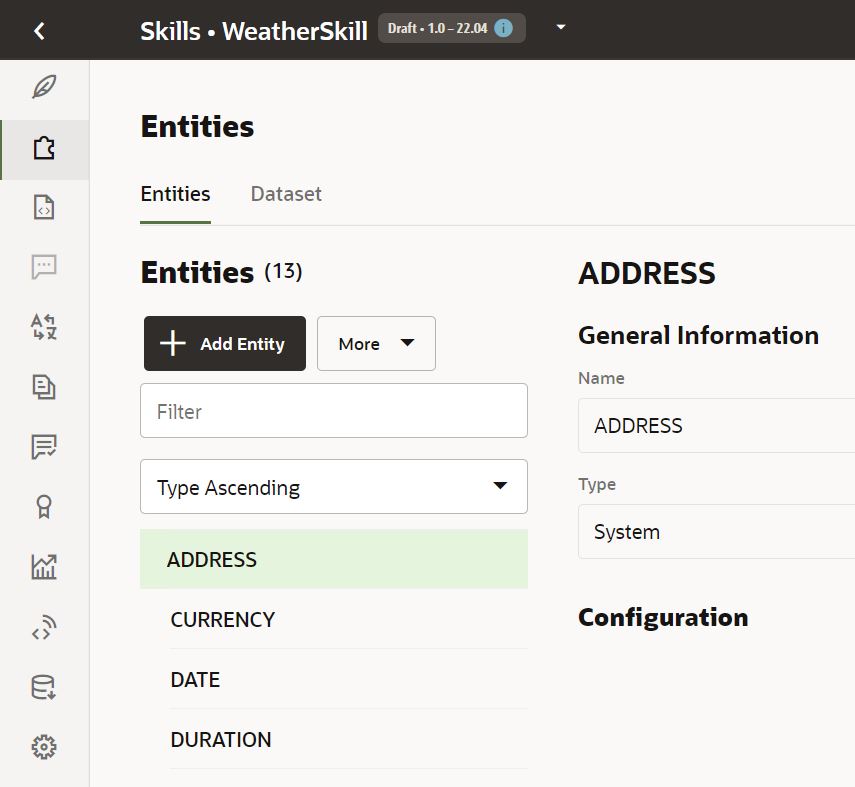 Skills • WeatherSkill Draft • 1.0 – 22.04 i
Entities
Entities Dataset
Entities (13)
Add Entity More
Filter
Type Ascending
ADDRESS
CURRENCY
DATE
DURATION
ADDRESS
General Information
Name
ADDRESS
Type
System
Configuration